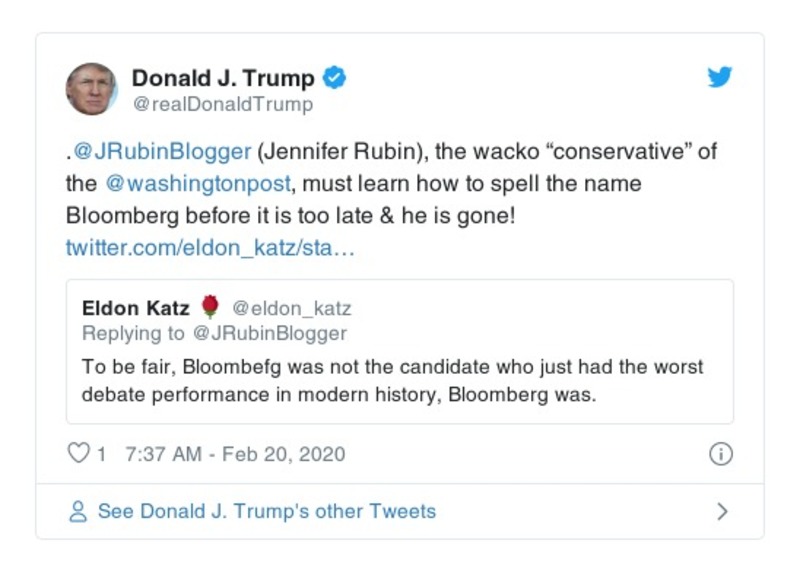 Donald J. Trump
@realDonaldTrump
.@JRubinBlogger (Jennifer Rubin), the wacko “conservative” of
the @washingtonpost, must learn how to spell the name
Bloomberg before it is too late & he is gone!
twitter.com/eldon_katz/sta…
Eldon Katz 🌹 @eldon_katz
Replying to @JRubinBlogger
To be fair, Bloombefg was not the candidate who just had the worst
debate performance in modern history, Bloomberg was.
1 7:37 AM - Feb 20, 2020
See Donald J. Trump's other Tweets